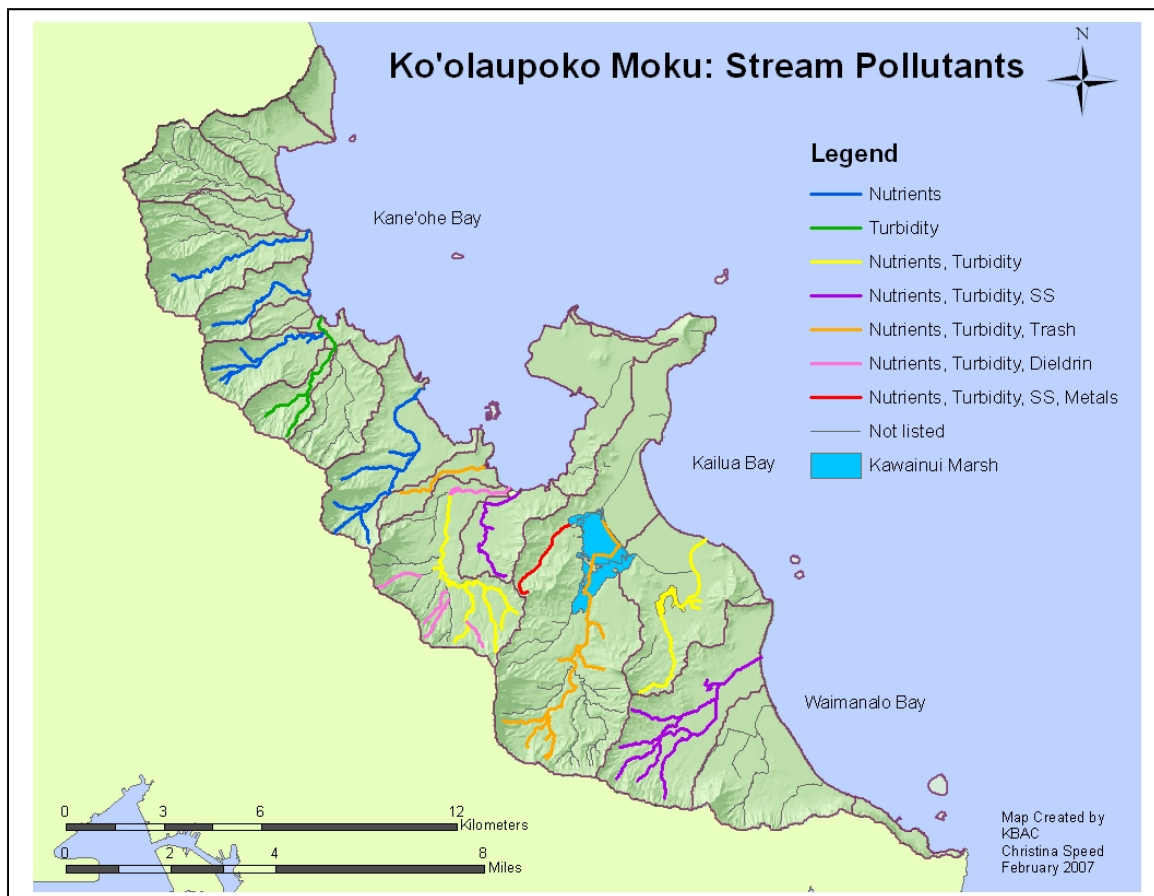 Ko'olaupoko Moku: Stream Pollutants
N
Legend
Nutrients
Turbidity
Nutrients, Turbidity
Nutrients, Turbidity, SS
Nutrients, Turbidity, Trash
Nutrients, Turbidity, Dieldrin
Nutrients, Turbidity, SS, Metals
Not listed
Kawainui Marsh
Kane'ohe Bay
Kailua Bay
Waimanalo Bay
0 3 6 12
Kilometers
0 2 4 8
Miles
Map Created by
KBAC
Christina Speed
February 2007